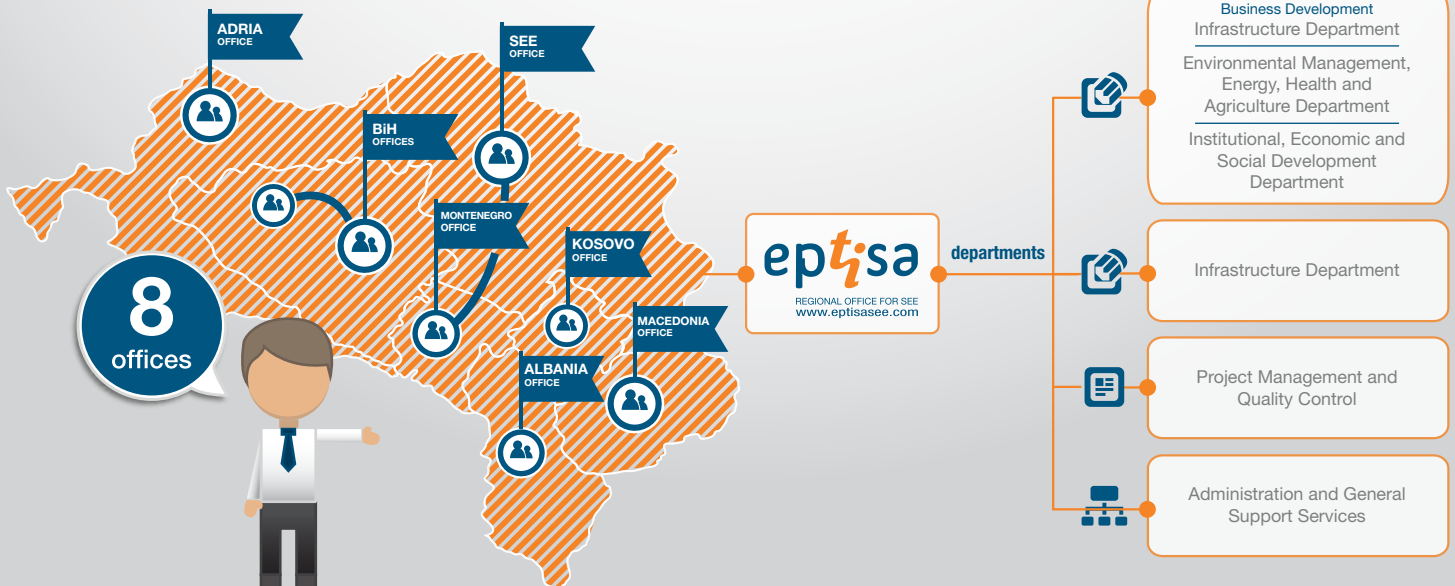 ADRIA
OFFICE
SEE
OFFICE
BiH
OFFICES
MONTENEGRO
OFFICE
KOSOVO
OFFICE
MACEDONIA
OFFICE
ALBANIA
OFFICE
8
offices
eptisa
REGIONAL OFFICE FOR SEE
www.eptisasee.com
departments
Business Development
Infrastructure Department
Environmental Management,
Energy, Health and
Agriculture Department
Institutional, Economic and
Social Development
Department
Infrastructure Department
Project Management and
Quality Control
Administration and General
Support Services